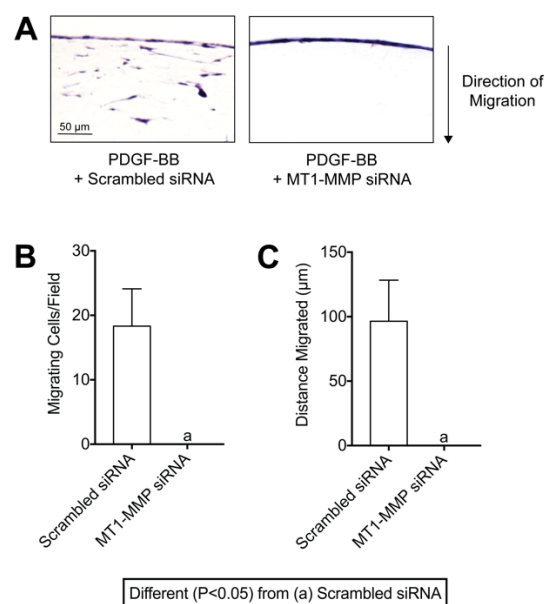 A
50 µm
Direction of
Migration
PDGF-BB
+ Scrambled siRNA
PDGF-BB
+ MT1-MMP siRNA
B
Migrating Cells/Field
30
20
10
0
a
Scrambled siRNA
MT1-MMP siRNA
C
Distance Migrated (µm)
150
100
50
0
a
Scrambled siRNA
MT1-MMP siRNA
Different (P<0.05) from (a) Scrambled siRNA